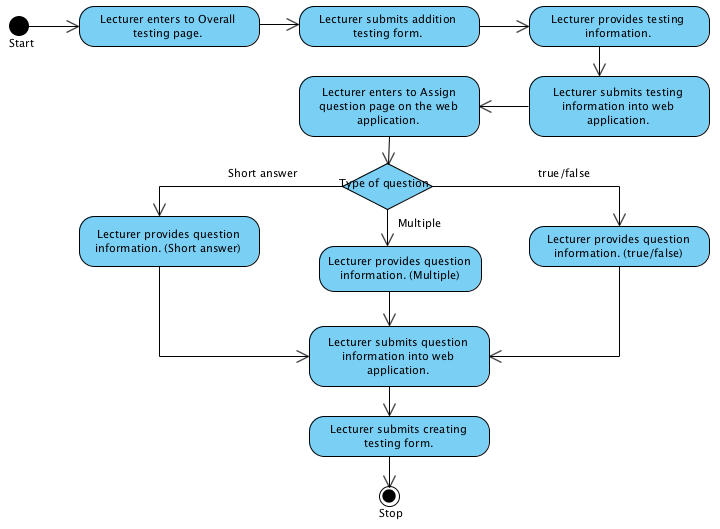 Lecturer enters to Overall
testing page.
Lecturer submits addition
testing form.
Lecturer provides testing
information.
Start
Lecturer enters to Assign
question page on the web
application.
Lecturer submits testing
information into web
application.
Type of question
Short answer
true/false
Multiple
Lecturer provides question
information. (Short answer)
Lecturer provides question
information. (Multiple)
Lecturer provides question
information. (true/false)
Lecturer submits question
information into web
application.
Lecturer submits creating
testing form.
Stop